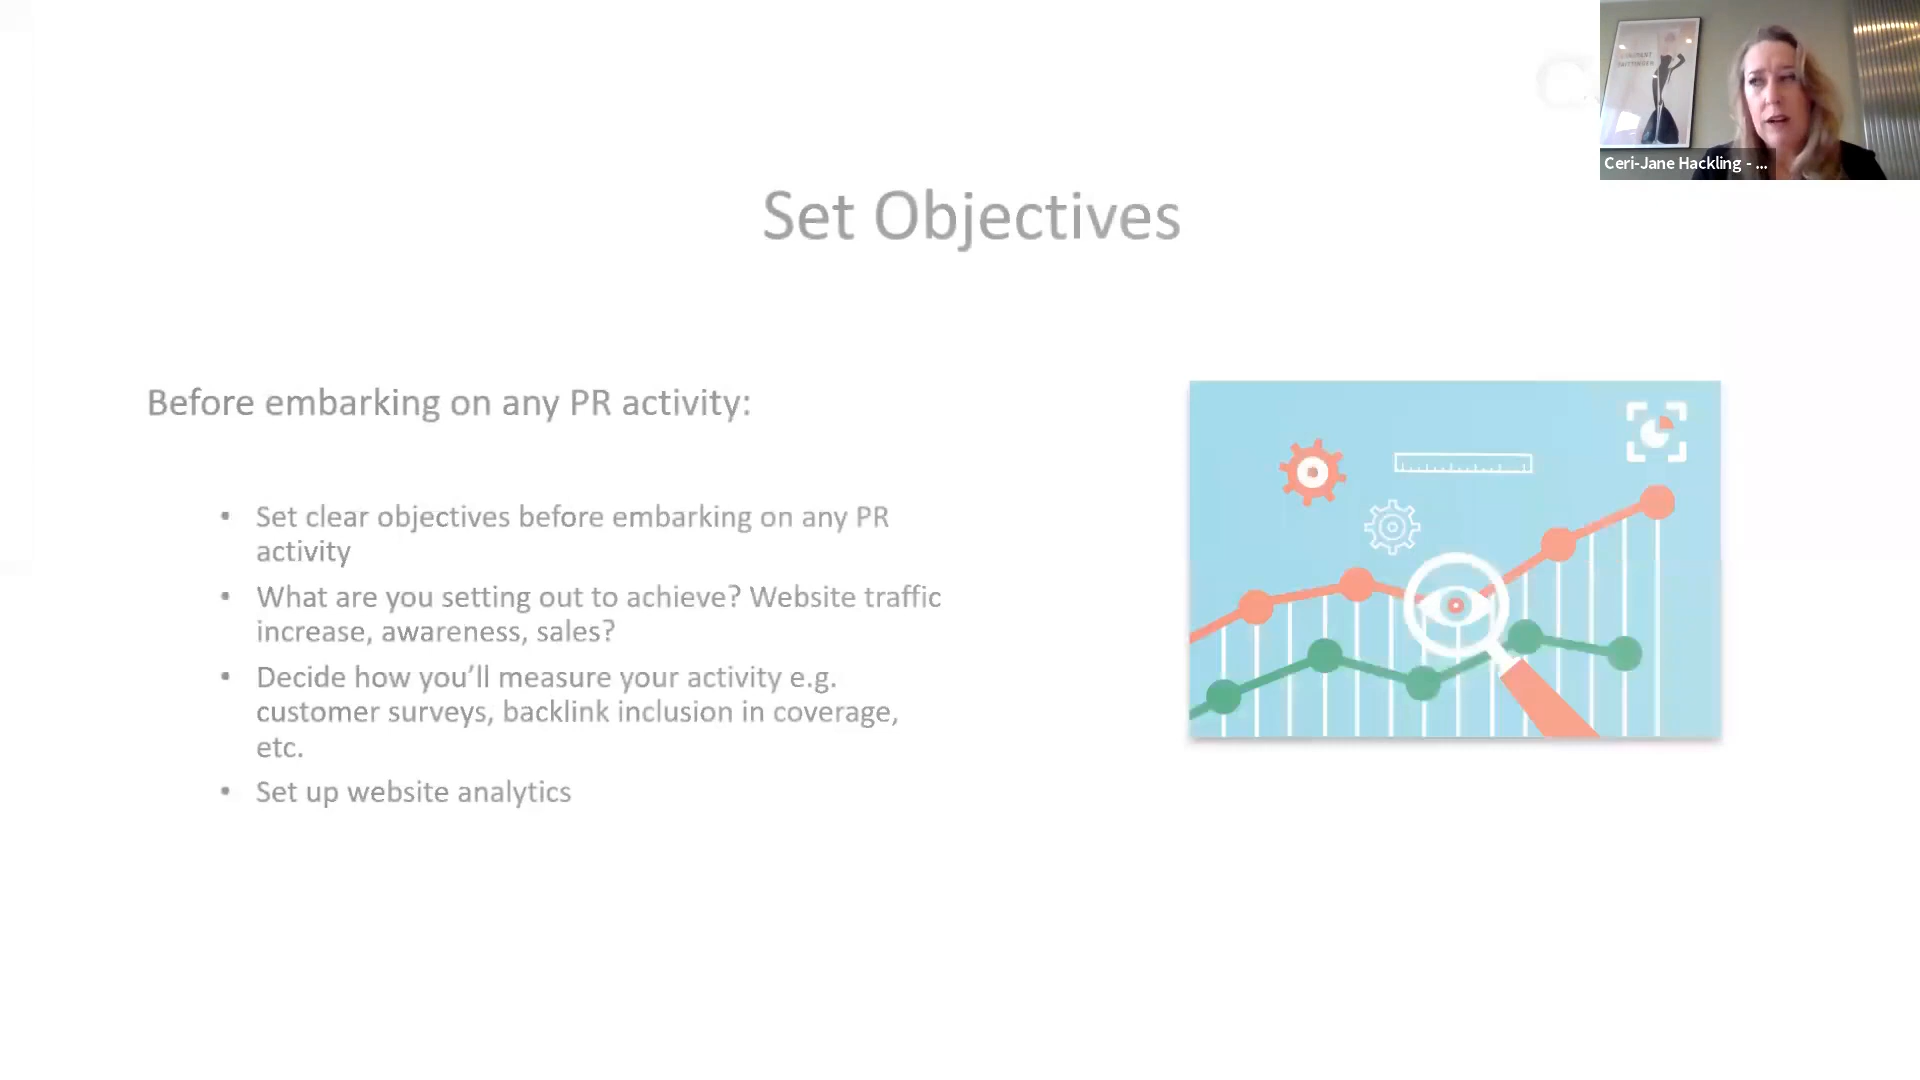 Ceri-Jane Hackling - ...
Set Objectives
Before embarking on any PR activity:
• Set clear objectives before embarking on any PR
activity
• What are you setting out to achieve? Website traffic
increase, awareness, sales?
• Decide how you’ll measure your activity e.g.
customer surveys, backlink inclusion in coverage,
etc.
• Set up website analytics